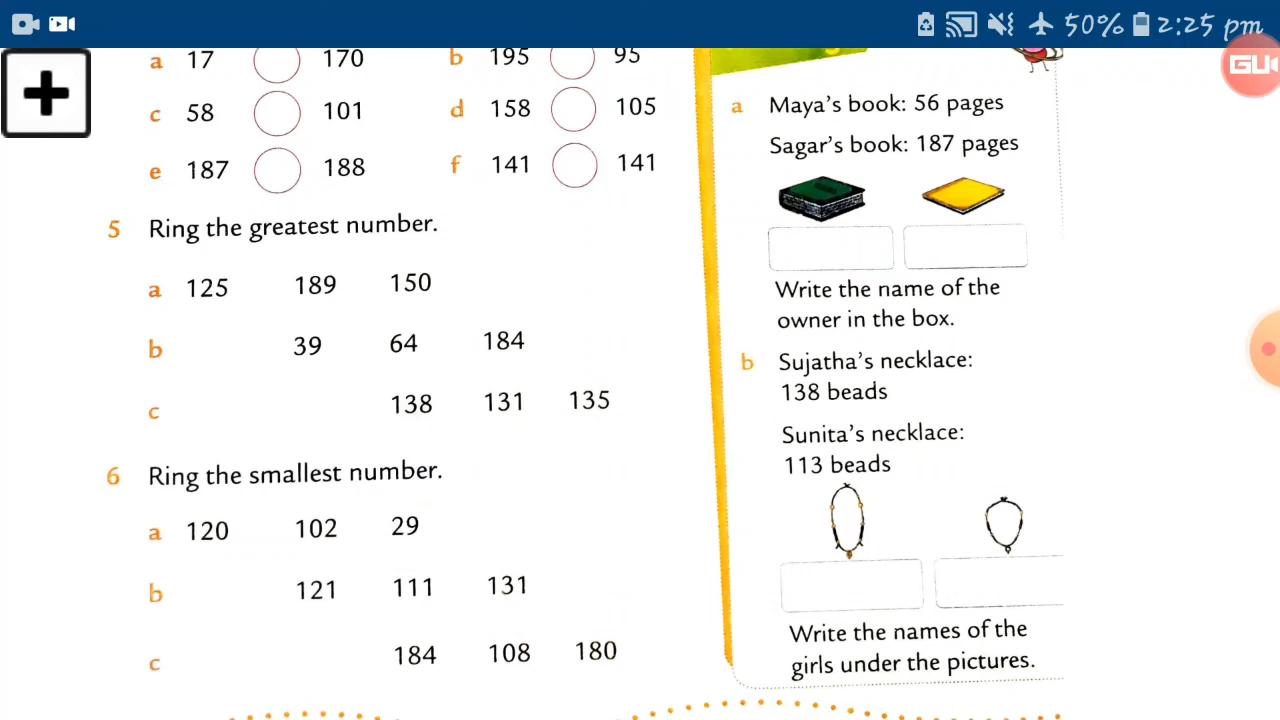 50% 2:25 pm
GU
a 17 170 b 195 95
c 58 101 d 158 105
e 187 188 f 141 141
5 Ring the greatest number.
a 125 189 150
b 39 64 184
c 138 131 135
6 Ring the smallest number.
a 120 102 29
b 121 111 131
c 184 108 180
a Maya's book: 56 pages
Sagar's book: 187 pages
Write the name of the
owner in the box.
b Sujatha's necklace:
138 beads
Sunita's necklace:
113 beads
Write the names of the
girls under the pictures.